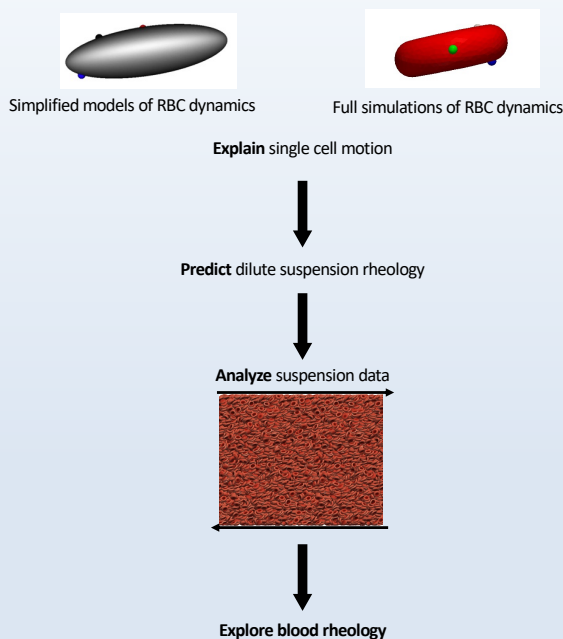 Simplified models of RBC dynamics
Full simulations of RBC dynamics
Explain single cell motion
Predict dilute suspension rheology
Analyze suspension data
Explore blood rheology